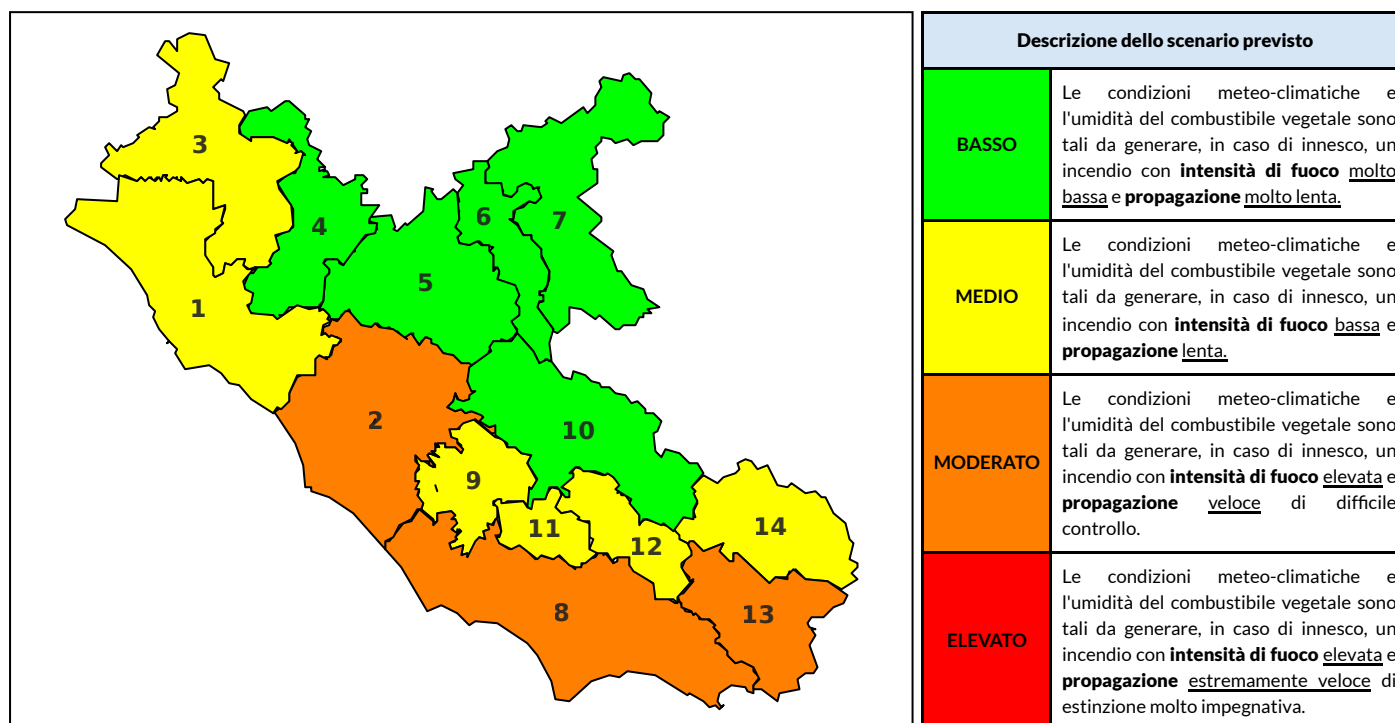 3
4
6
7
5
1
2
10
9
11
12
14
8
13
Descrizione dello scenario previsto
BASSO
Le condizioni meteo-climatiche e
l'umidità del combustibile vegetale sono
tali da generare, in caso di innesco, un
incendio con intensità di fuoco molto
bassa e propagazione molto lenta.
MEDIO
Le condizioni meteo-climatiche e
l'umidità del combustibile vegetale sono
tali da generare, in caso di innesco, un
incendio con intensità di fuoco bassa e
propagazione lenta.
MODERATO
Le condizioni meteo-climatiche e
l'umidità del combustibile vegetale sono
tali da generare, in caso di innesco, un
incendio con intensità di fuoco elevata e
propagazione veloce di difficile
controllo.
ELEVATO
Le condizioni meteo-climatiche e
l'umidità del combustibile vegetale sono
tali da generare, in caso di innesco, un
incendio con intensità di fuoco elevata e
propagazione estremamente veloce di
estinzione molto impegnativa.